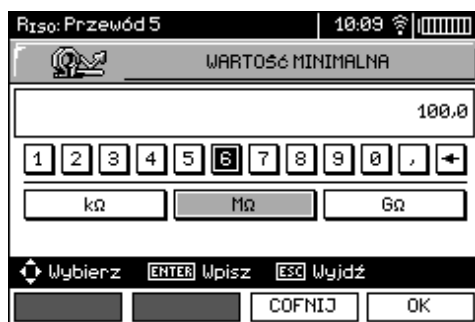 RISO: Przewód 5 10:09
WARTOŚĆ MINIMALNA
100,0
1 2 3 4 5 6 7 8 9 0 ,
kΩ MΩ GΩ
Wybierz ENTER Wpisz ESC Wyjdź
COFNIJ OK